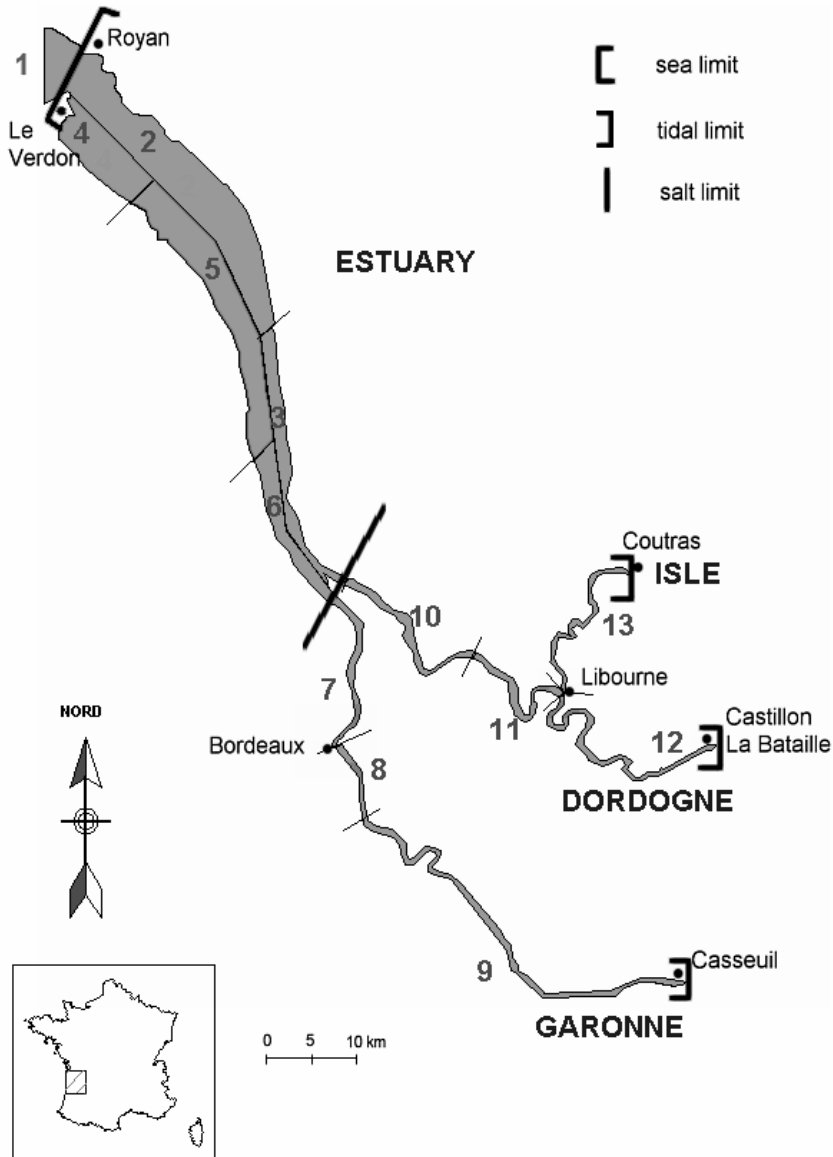 Royan
sea limit
1
Le
Verdon
4
2
tidal limit
salt limit
5
ESTUARY
3
6
Coutras
ISLE
10
13
7
Libourne
NORD
Bordeaux
11
12
Castillon
La Bataille
8
DORDOGNE
9
Casseuil
GARONNE
0 5 10 km